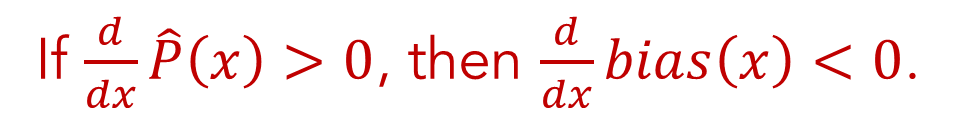 If d/dx P̂(x) > 0, then d/dx bias(x) < 0.